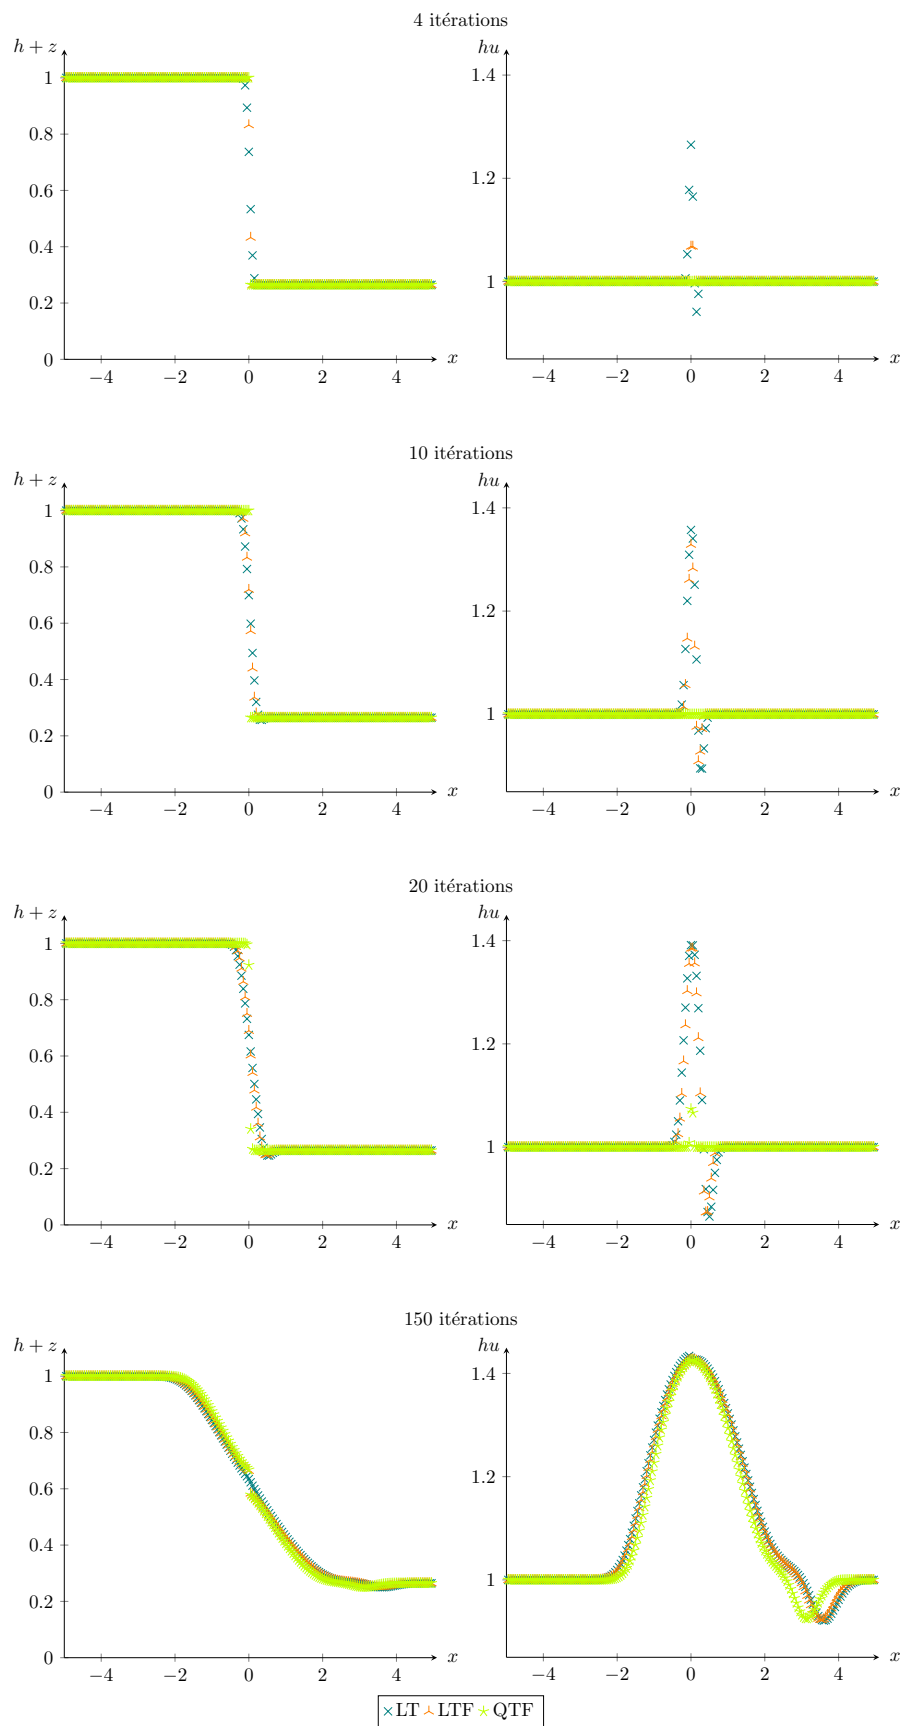 4 itérations
h + z
hu
1
0.8
0.6
0.4
0.2
0
−4 −2 0 2 4 x
1.4
1.2
1
−4 −2 0 2 4 x
10 itérations
h + z
hu
1
0.8
0.6
0.4
0.2
0
−4 −2 0 2 4 x
1.4
1.2
1
−4 −2 0 2 4 x
20 itérations
h + z
hu
1
0.8
0.6
0.4
0.2
0
−4 −2 0 2 4 x
1.4
1.2
1
−4 −2 0 2 4 x
150 itérations
h + z
hu
1
0.8
0.6
0.4
0.2
0
−4 −2 0 2 4 x
1.4
1.2
1
−4 −2 0 2 4 x
LT LTF QTF